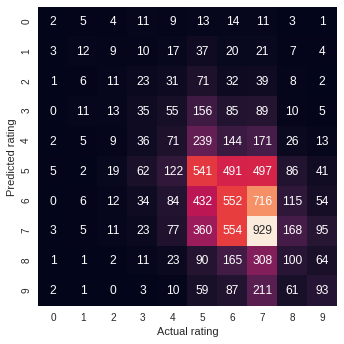 0 2 5 4 11 9 13 14 11 3 1
1 3 12 9 10 17 37 20 21 7 4
2 1 6 11 23 31 71 32 39 8 2
3 0 11 13 35 55 156 85 89 10 5
4 2 5 9 36 71 239 144 171 26 13
5 5 2 19 62 122 541 491 497 86 41
6 0 6 12 34 84 432 552 716 115 54
7 3 5 11 23 77 360 554 929 168 95
8 1 1 2 11 23 90 165 308 100 64
9 2 1 0 3 10 59 87 211 61 93
0 1 2 3 4 5 6 7 8 9
Predicted rating
Actual rating